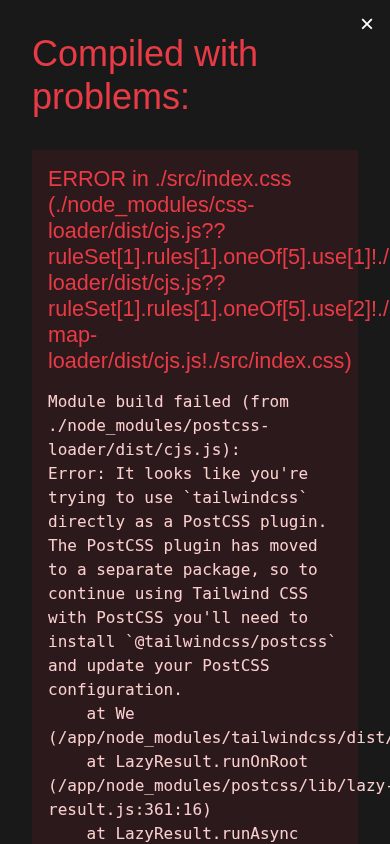 ×
Compiled with
problems:
ERROR in ./src/index.css
(./node_modules/css-
loader/dist/cjs.js??
ruleSet[1].rules[1].oneOf[5].use[1]!./
loader/dist/cjs.js??
ruleSet[1].rules[1].oneOf[5].use[2]!./
map-
loader/dist/cjs.js!./src/index.css)
Module build failed (from
./node_modules/postcss-
loader/dist/cjs.js):
Error: It looks like you're
trying to use `tailwindcss`
directly as a PostCSS plugin.
The PostCSS plugin has moved
to a separate package, so to
continue using Tailwind CSS
with PostCSS you'll need to
install `@tailwindcss/postcss`
and update your PostCSS
configuration.
at We
(/app/node_modules/tailwindcss/dist/
at LazyResult.runOnRoot
(/app/node_modules/postcss/lib/lazy-
result.js:361:16)
at LazyResult.runAsync